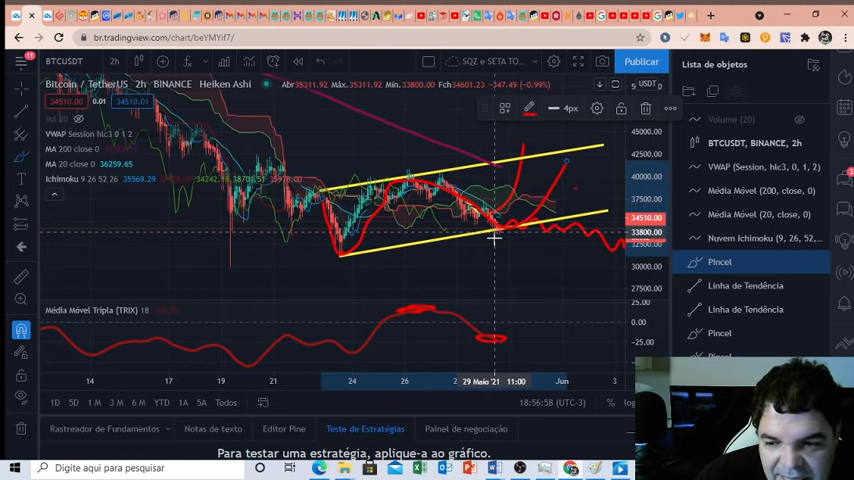 br.tradingview.com/chart/beYMYif7/
11
BTCUSDT 2h SQZ e SETA TO... Publicar
Lista de objetos
Bitcoin / TetherUS 2h BINANCE Heiken Ashi Abr35311.92 Máx.35311.92 Mín.33800.00 Fch34601.23 −347.49 (−0.99%)
USDT
34510.00 0.01 34510.01
4px
Vol 20
VWAP Session hlc3 0 1 2
MA 200 close 0
MA 20 close 0 36259.65
Ichimoku 9 26 52 26 35569.29
45000.00
42500.00
40000.00
37500.00
34510.00
33800.00
30000.00
27500.00
Volume (20)
BTCUSDT, BINANCE, 2h
VWAP (Session, hlc3, 0, 1, 2)
Média Móvel (200, close, 0)
Média Móvel (20, close, 0)
Nuvem Ichimoku (9, 26, 52,...
Pincel
Linha de Tendência
Linha de Tendência
Pincel
Média Móvel Tripla (TRIX) 18
25.00
0.00
−25.00
14 17 19 21 24 26 29 Maio '21 11:00 Jun 3
1D 5D 1M 3M 6M YTD 1A 5A Todos 18:56:58 (UTC-3) % log
Rastreador de Fundamentos Notas de texto Editor Pine Teste de Estratégias Painel de negociação
Para testar uma estratégia, aplique-a ao gráfico.
Digite aqui para pesquisar